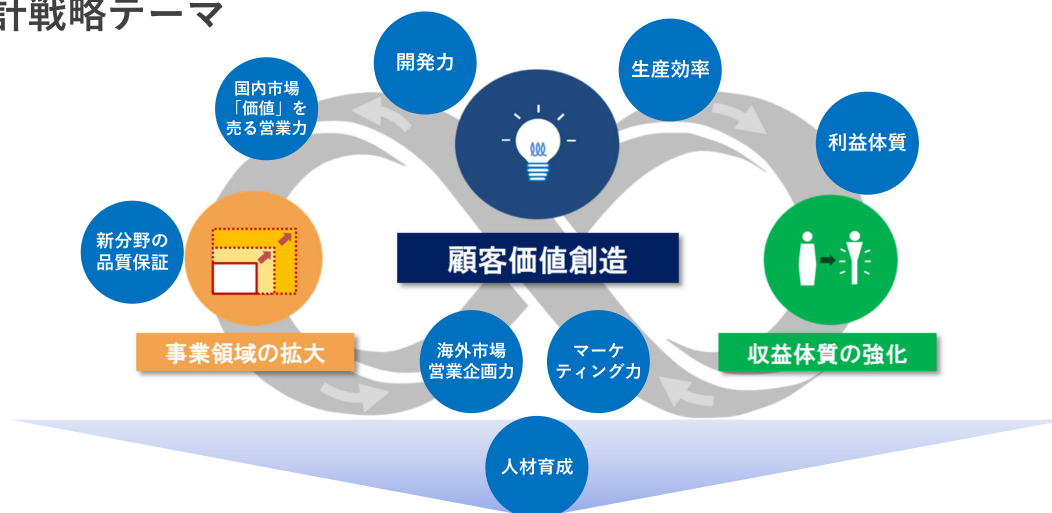 計戦略テーマ
開発力
生産効率
国内市場
「価値」を
売る営業力
利益体質
新分野の
品質保証
顧客価値創造
事業領域の拡大
海外市場
営業企画力
マーケ
ティング力
収益体質の強化
人材育成